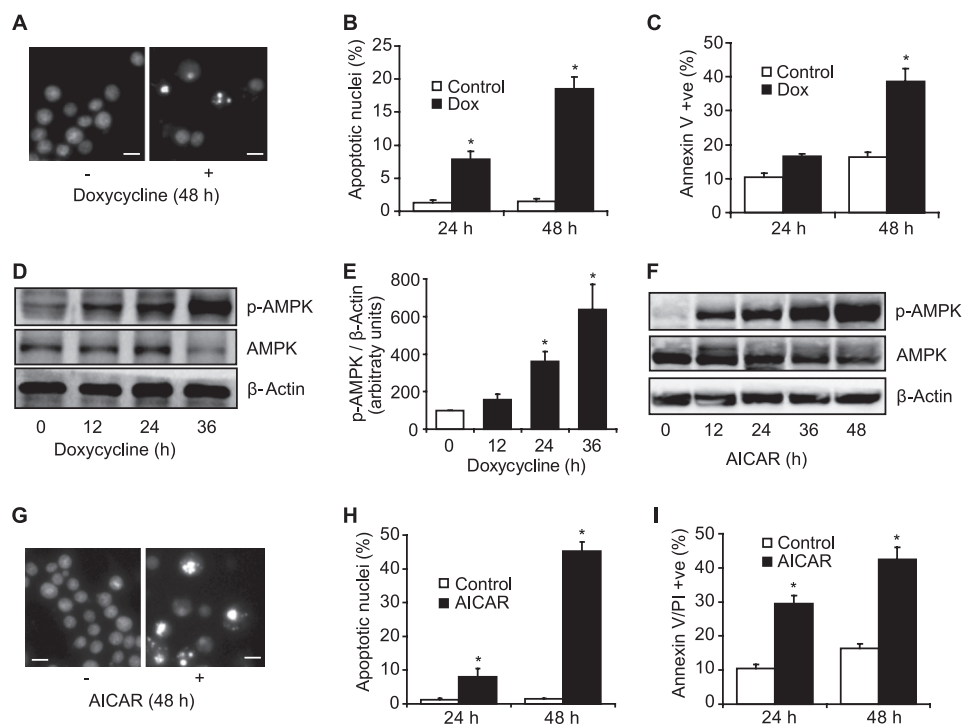 A
-
+
Doxycycline (48 h)
B
Apoptotic nuclei (%)
25
20
15
10
5
0
Control
Dox
*
*
24 h
48 h
C
Annexin V +ve (%)
50
40
30
20
10
0
Control
Dox
*
24 h
48 h
D
p-AMPK
AMPK
β-Actin
0 12 24 36
Doxycycline (h)
E
p-AMPK / β-Actin
(arbitraty units)
800
600
400
200
0
*
*
0 12 24 36
Doxycycline (h)
F
p-AMPK
AMPK
β-Actin
0 12 24 36 48
AICAR (h)
G
-
+
AICAR (48 h)
H
Apoptotic nuclei (%)
50
40
30
20
10
0
Control
AICAR
*
*
24 h
48 h
I
Annexin V/PI +ve (%)
50
40
30
20
10
0
Control
AICAR
*
*
24 h
48 h